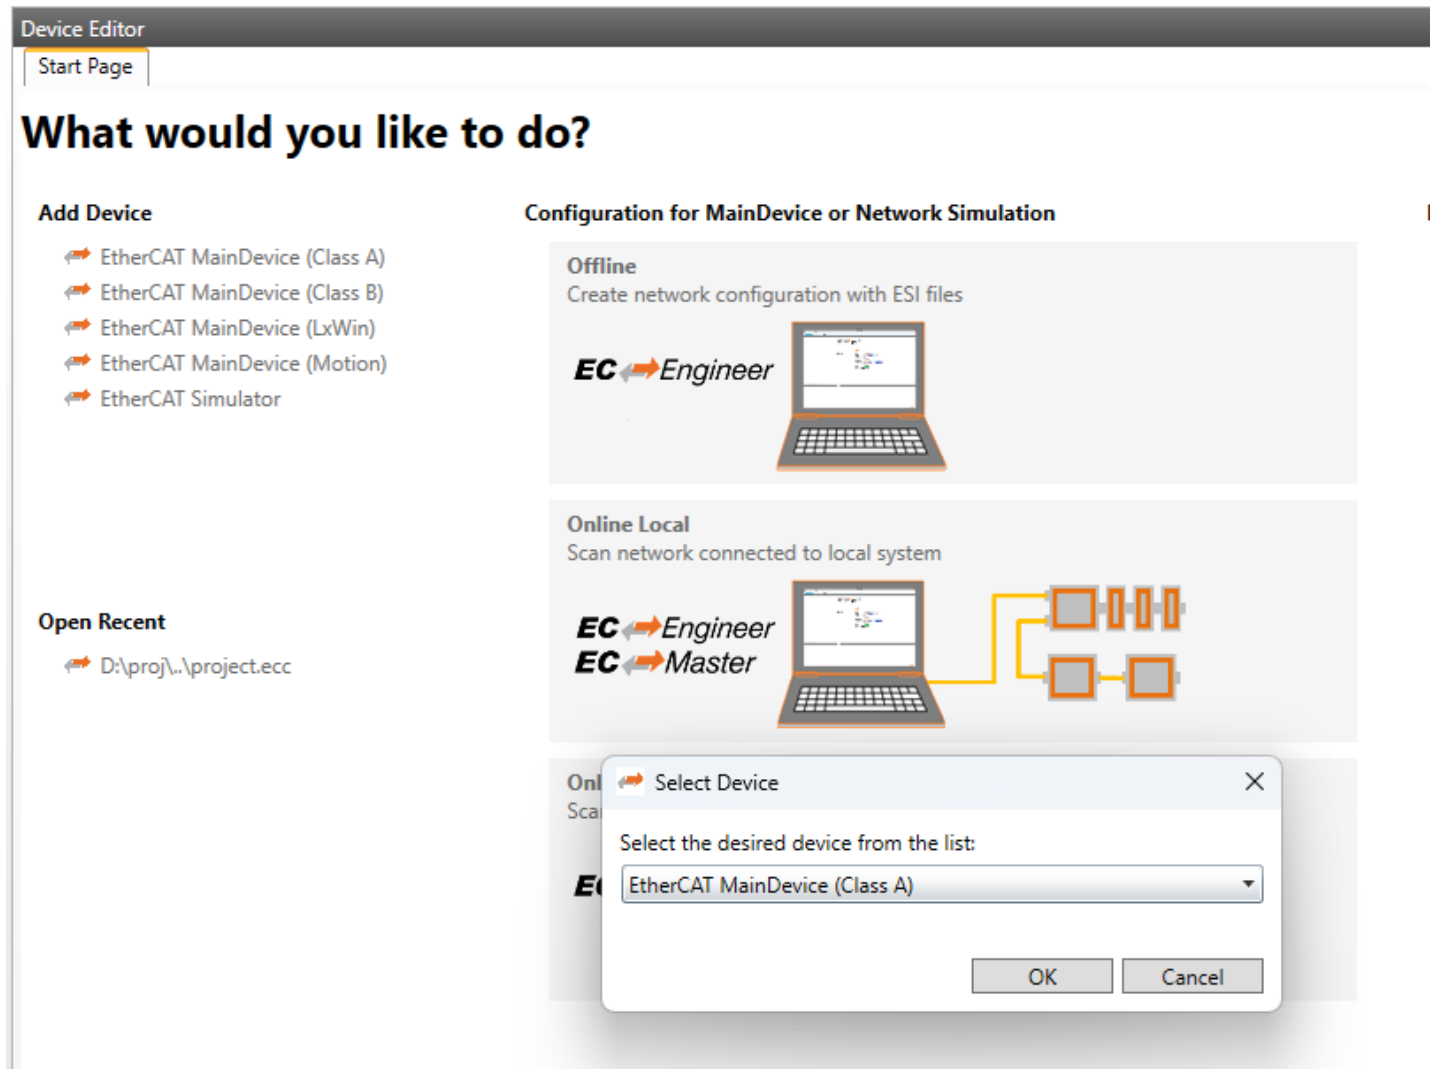 Device Editor
Start Page
What would you like to do?
Add Device
EtherCAT MainDevice (Class A)
EtherCAT MainDevice (Class B)
EtherCAT MainDevice (LxWin)
EtherCAT MainDevice (Motion)
EtherCAT Simulator
Open Recent
D:\proj\..\project.ecc
Configuration for MainDevice or Network Simulation
Offline
Create network configuration with ESI files
EC Engineer
Online Local
Scan network connected to local system
EC Engineer
EC Master
Select Device
Select the desired device from the list:
EtherCAT MainDevice (Class A)
OK
Cancel